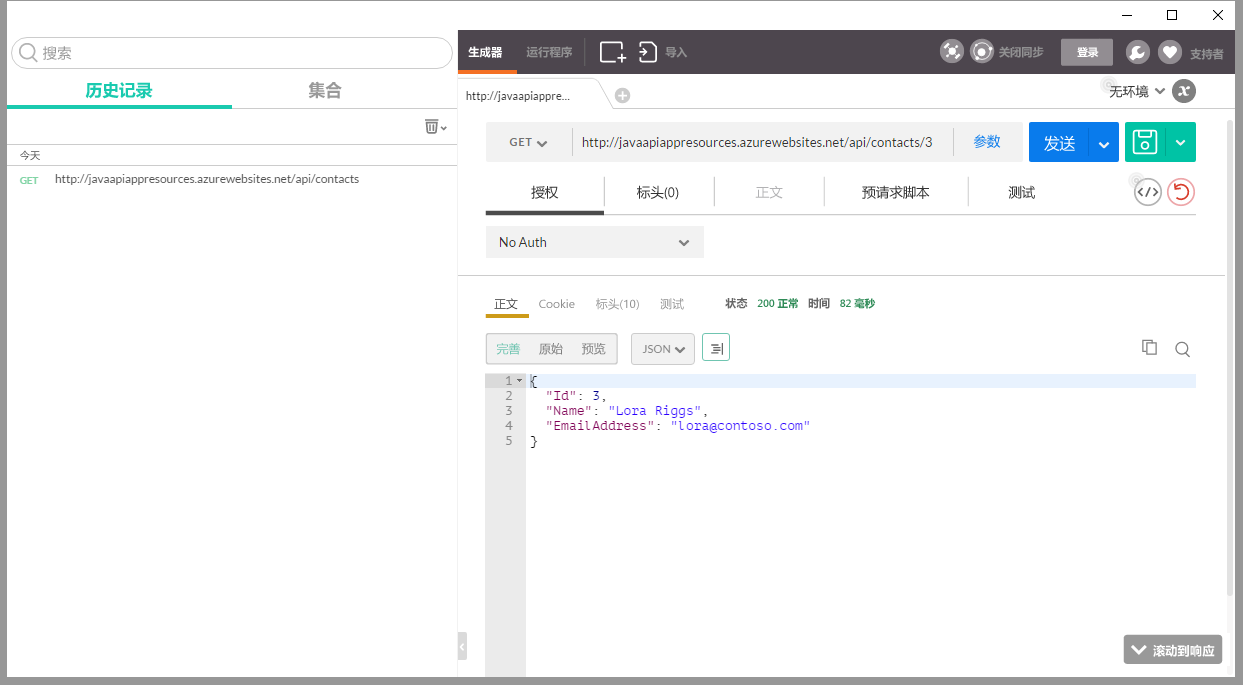 搜索
历史记录 集合
今天
GET http://javaapiappresources.azurewebsites.net/api/contacts
生成器 运行程序 导入 关闭同步 登录 支持者
http://javaapiappre... 无环境
GET http://javaapiappresources.azurewebsites.net/api/contacts/3 参数 发送
授权 标头(0) 正文 预请求脚本 测试
No Auth
正文 Cookie 标头(10) 测试 状态 200 正常 时间 82 毫秒
完善 原始 预览 JSON
1 {
2 "Id": 3,
3 "Name": "Lora Riggs",
4 "EmailAddress": "lora@contoso.com"
5 }
滚动到响应